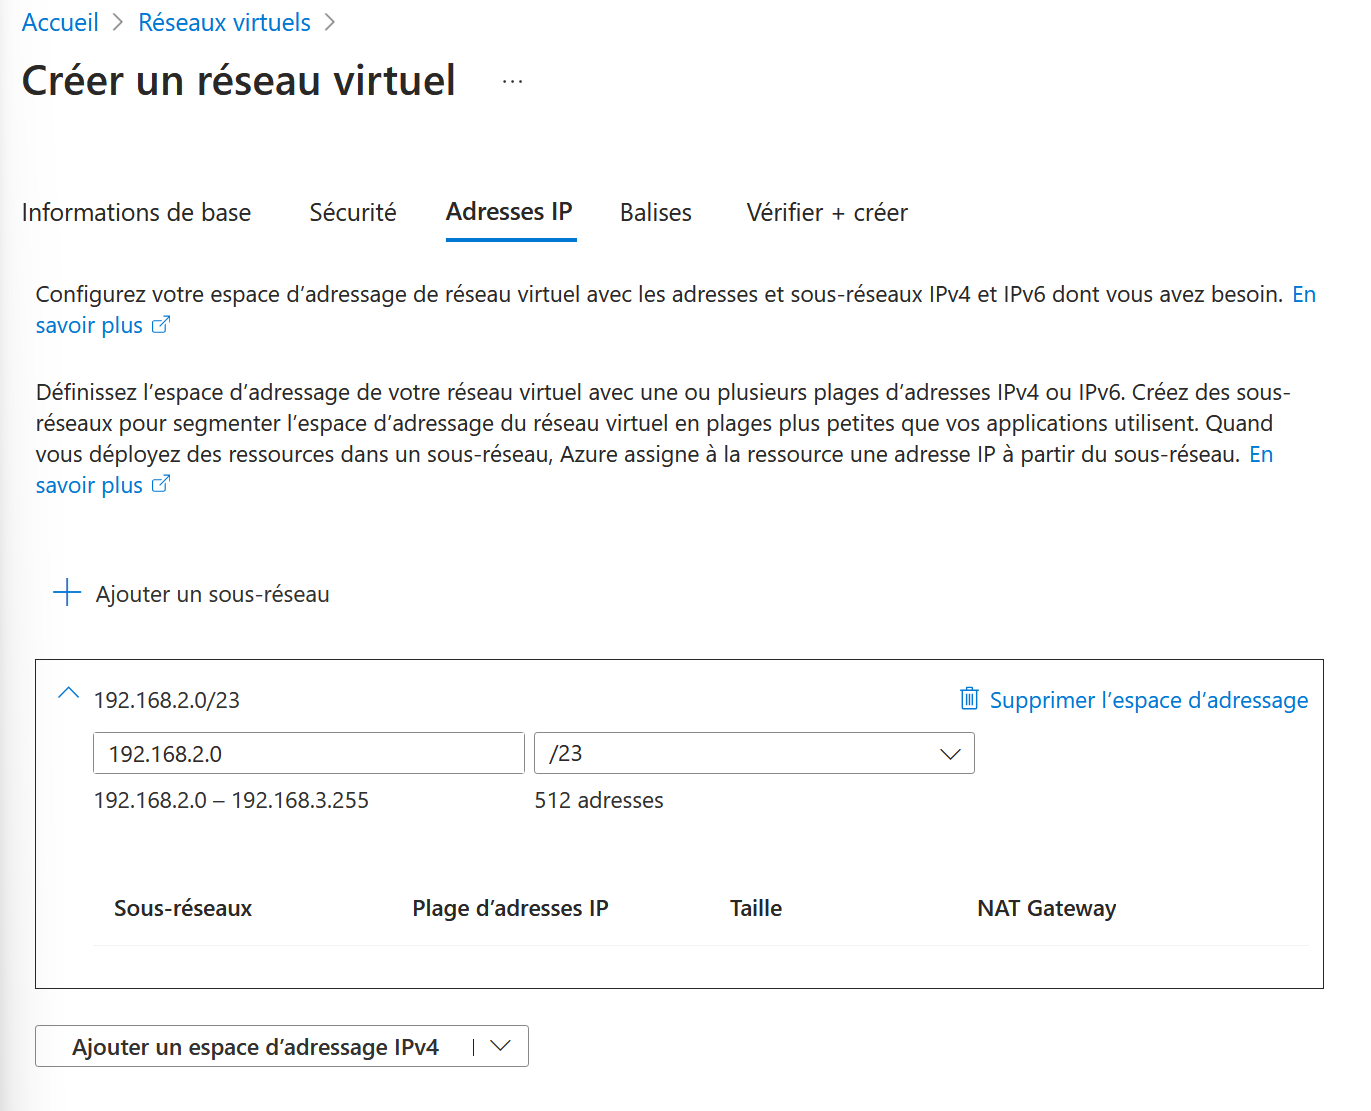 Accueil > Réseaux virtuels >
Créer un réseau virtuel ...
Informations de base Sécurité Adresses IP Balises Vérifier + créer
Configurez votre espace d’adressage de réseau virtuel avec les adresses et sous-réseaux IPv4 et IPv6 dont vous avez besoin. En
savoir plus
Définissez l’espace d’adressage de votre réseau virtuel avec une ou plusieurs plages d’adresses IPv4 ou IPv6. Créez des sous-
réseaux pour segmenter l’espace d’adressage du réseau virtuel en plages plus petites que vos applications utilisent. Quand
vous déployez des ressources dans un sous-réseau, Azure assigne à la ressource une adresse IP à partir du sous-réseau. En
savoir plus
Ajouter un sous-réseau
192.168.2.0/23 Supprimer l’espace d’adressage
192.168.2.0 /23
192.168.2.0 – 192.168.3.255 512 adresses
Sous-réseaux Plage d’adresses IP Taille NAT Gateway
Ajouter un espace d’adressage IPv4 |